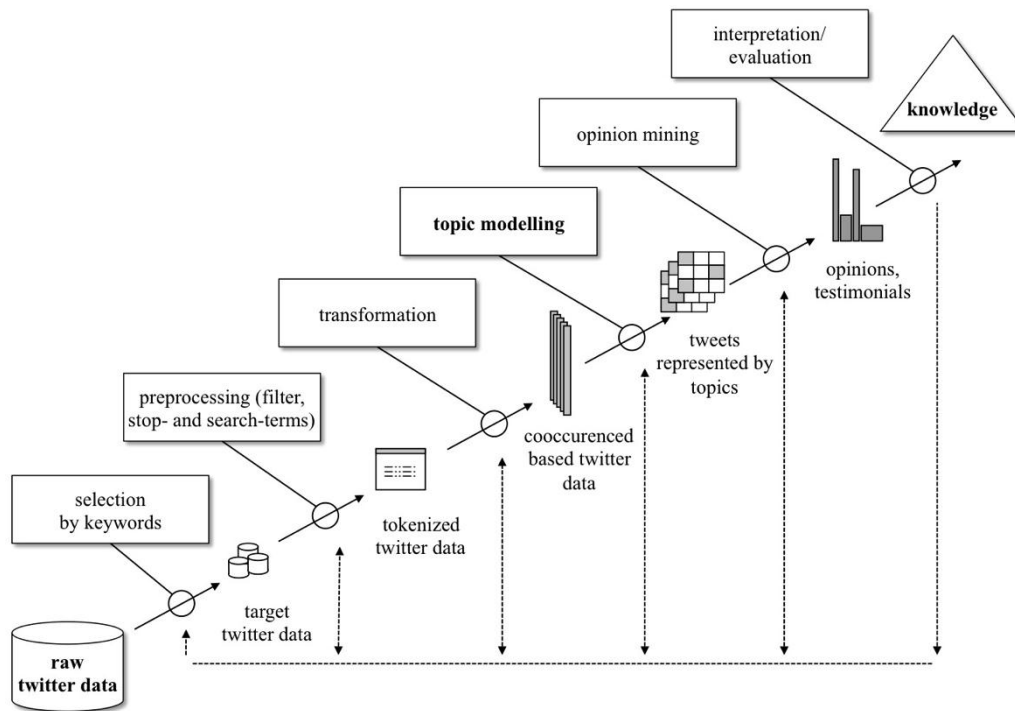 interpretation/
evaluation
knowledge
opinion mining
topic modelling
opinions,
testimonials
transformation
tweets
represented by
topics
preprocessing (filter,
stop- and search-terms)
cooccurenced
based twitter
data
selection
by keywords
tokenized
twitter data
target
twitter data
raw
twitter data